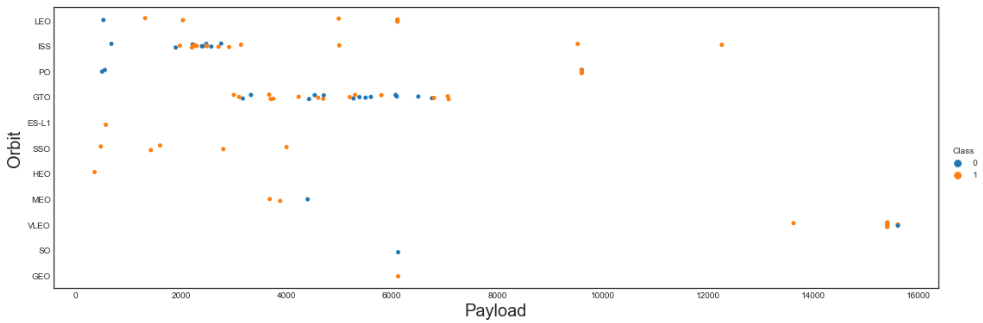 LEO
ISS
PO
GTO
ES-L1
SSO
HEO
MEO
VLEO
SO
GEO
Orbit
0 2000 4000 6000 8000 10000 12000 14000 16000
Payload
Class
0
1